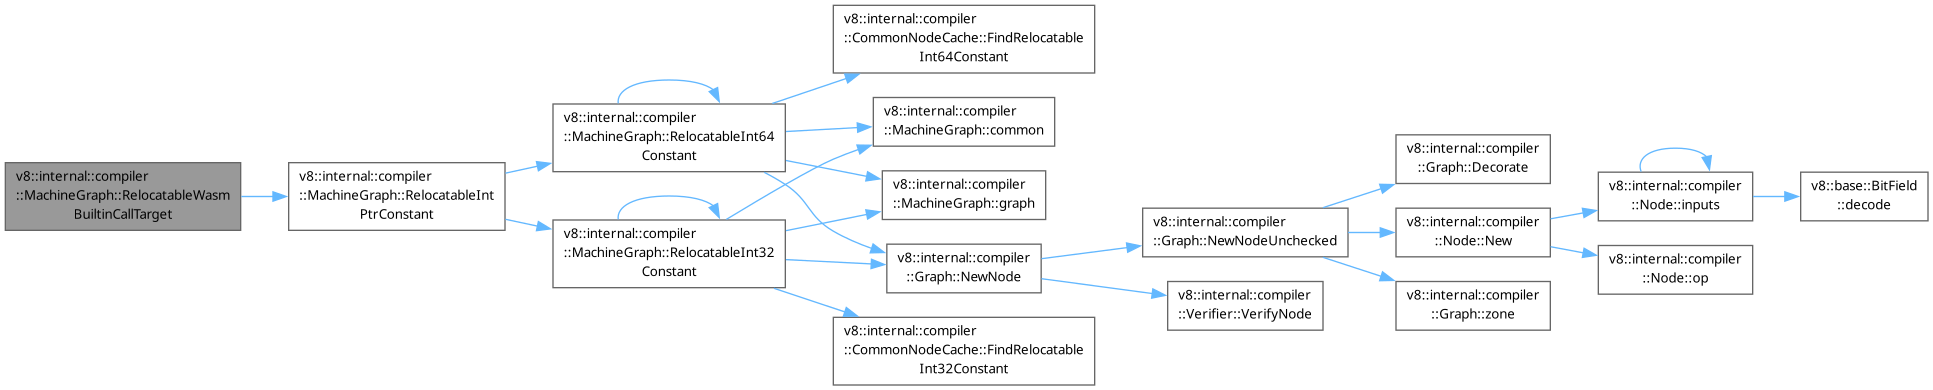 v8::internal::compiler
::MachineGraph::RelocatableWasm
BuiltinCallTarget
v8::internal::compiler
::MachineGraph::RelocatableInt
PtrConstant
v8::internal::compiler
::MachineGraph::RelocatableInt64
Constant
v8::internal::compiler
::MachineGraph::RelocatableInt32
Constant
v8::internal::compiler
::CommonNodeCache::FindRelocatable
Int64Constant
v8::internal::compiler
::MachineGraph::common
v8::internal::compiler
::MachineGraph::graph
v8::internal::compiler
::Graph::NewNode
v8::internal::compiler
::CommonNodeCache::FindRelocatable
Int32Constant
v8::internal::compiler
::Graph::NewNodeUnchecked
v8::internal::compiler
::Verifier::VerifyNode
v8::internal::compiler
::Graph::Decorate
v8::internal::compiler
::Node::New
v8::internal::compiler
::Graph::zone
v8::internal::compiler
::Node::inputs
v8::internal::compiler
::Node::op
v8::base::BitField
::decode